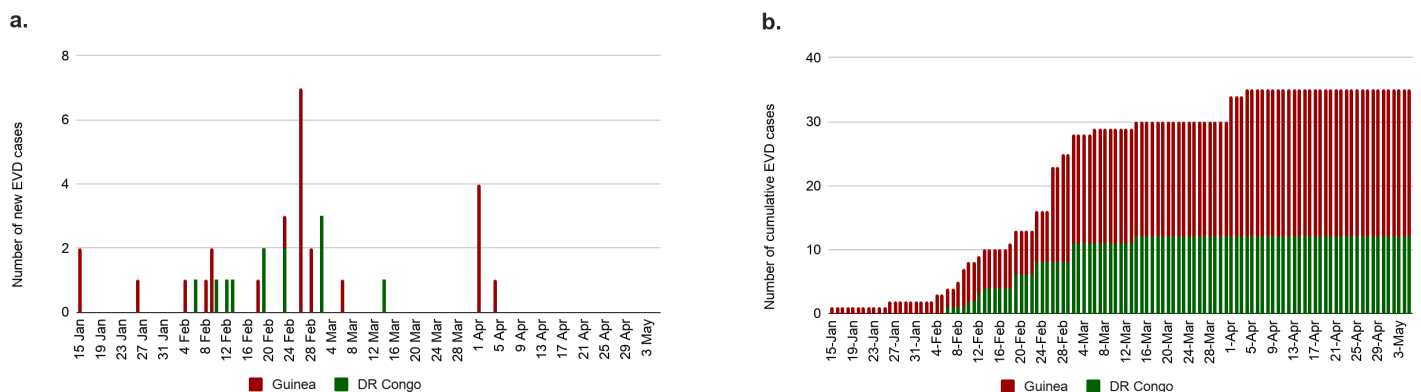 a.
Number of new EVD cases
8
6
4
2
0
15 Jan
19 Jan
23 Jan
27 Jan
31 Jan
4 Feb
8 Feb
12 Feb
16 Feb
20 Feb
24 Feb
28 Feb
4 Mar
8 Mar
12 Mar
16 Mar
20 Mar
24 Mar
28 Mar
1 Apr
5 Apr
9 Apr
13 Apr
17 Apr
21 Apr
25 Apr
29 Apr
3 May
Guinea
DR Congo
b.
Number of cumulative EVD cases
40
30
20
10
0
15-Jan
19-Jan
23-Jan
27-Jan
31-Jan
4-Feb
8-Feb
12-Feb
16-Feb
20-Feb
24-Feb
28-Feb
4-Mar
8-Mar
12-Mar
16-Mar
20-Mar
24-Mar
28-Mar
1-Apr
5-Apr
9-Apr
13-Apr
17-Apr
21-Apr
25-Apr
29-Apr
3-May
Guinea
DR Congo